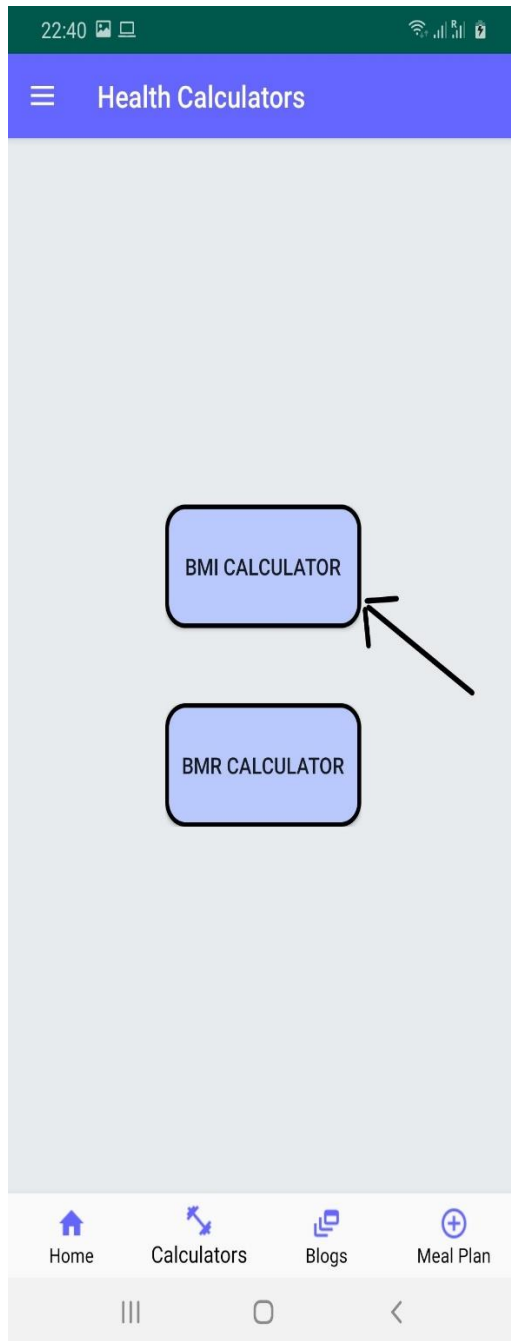 22:40
R
Health Calculators
BMI CALCULATOR
BMR CALCULATOR
Home Calculators Blogs Meal Plan